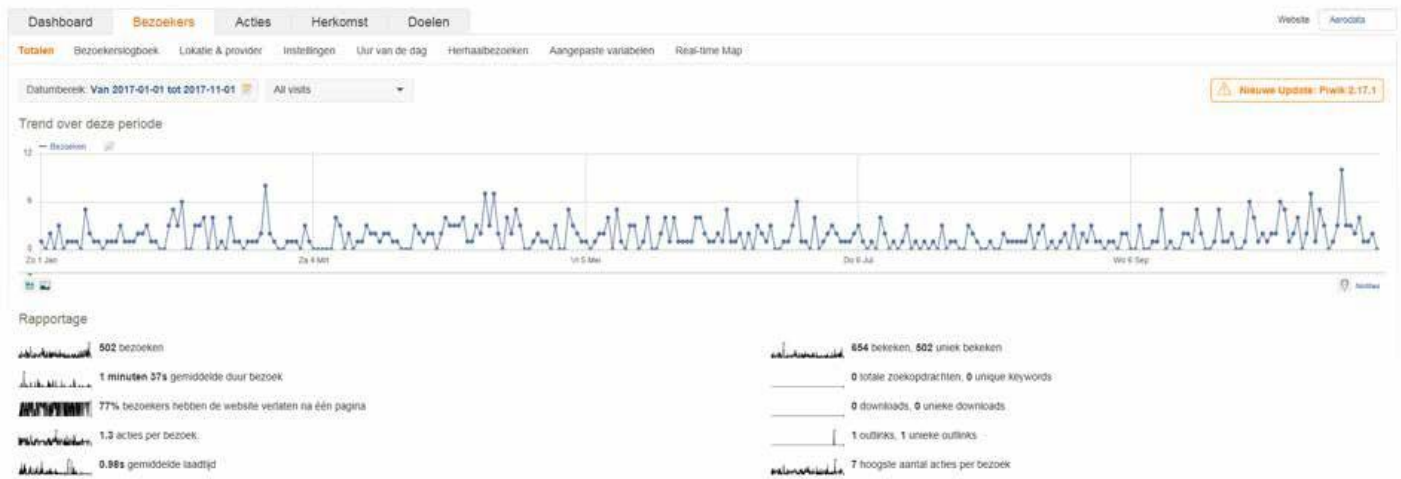 Dashboard Bezoekers Acties Herkomst Doelen Website Aerodata
Totalen Bezoekerslogboek Lokatie & provider Instellingen Uur van de dag Herhaalbezoeken Aangepaste variabelen Real-time Map
Datumbereik: Van 2017-01-01 tot 2017-11-01 All visits Nieuwe Update: Piwik 2.17.1
Trend over deze periode
12 Bezoeken
6
0
Zo 1 Jan Za 4 Mrt Vr 5 Mei Do 6 Jul Wo 6 Sep
Notities
Rapportage
502 bezoeken
654 bekeken, 502 uniek bekeken
1 minuten 37s gemiddelde duur bezoek
0 totale zoekopdrachten, 0 unique keywords
77% bezoekers hebben de website verlaten na één pagina
0 downloads, 0 unieke downloads
1.3 acties per bezoek
1 outlinks, 1 unieke outlinks
0.98s gemiddelde laadtijd
7 hoogste aantal acties per bezoek